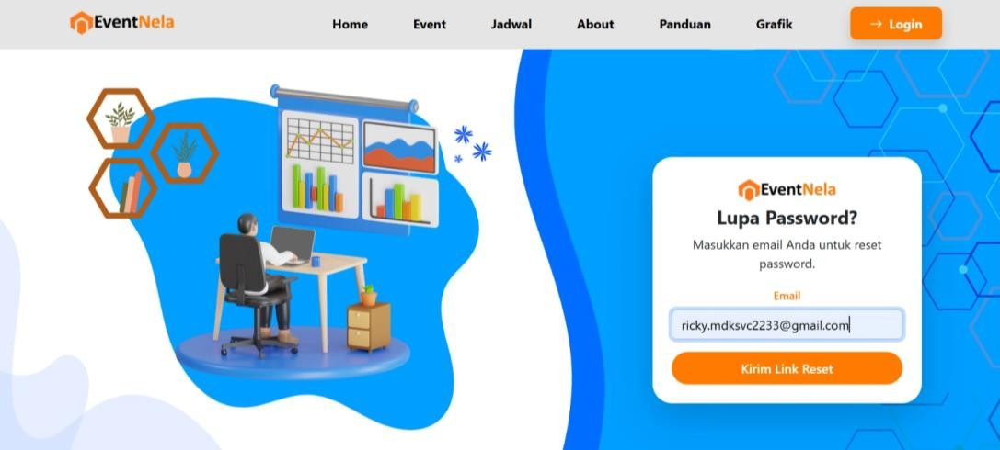 EventNela
Home Event Jadwal About Panduan Grafik → Login
EventNela
Lupa Password?
Masukkan email Anda untuk reset
password.
Email
ricky.mdksvc2233@gmail.com
Kirim Link Reset